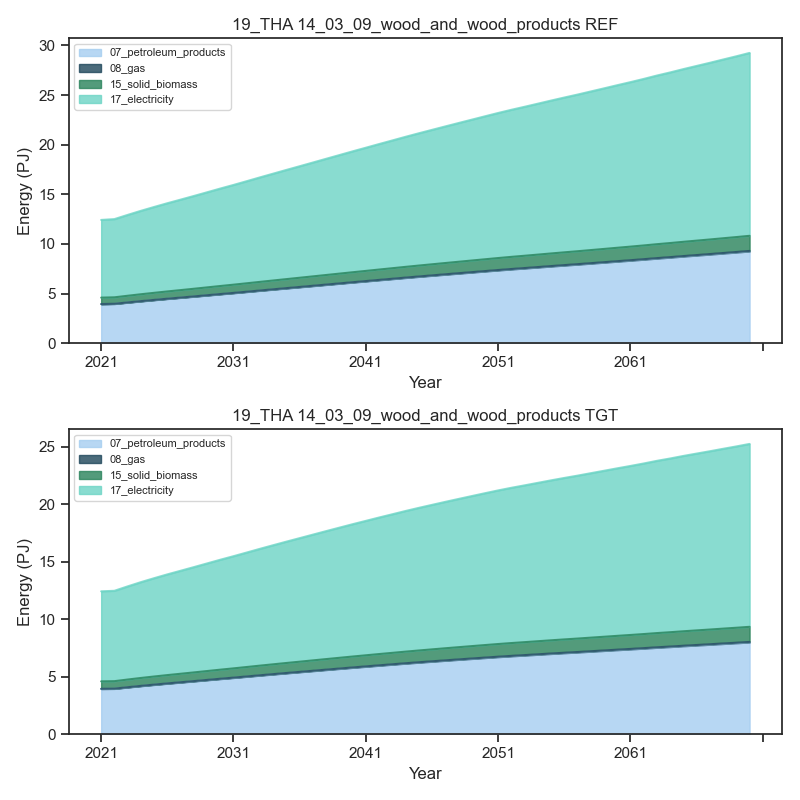 19_THA 14_03_09_wood_and_wood_products REF
30
25
20
15
10
5
0
Energy (PJ)
07_petroleum_products
08_gas
15_solid_biomass
17_electricity
2021 2031 2041 2051 2061
Year
19_THA 14_03_09_wood_and_wood_products TGT
25
20
15
10
5
0
Energy (PJ)
07_petroleum_products
08_gas
15_solid_biomass
17_electricity
2021 2031 2041 2051 2061
Year